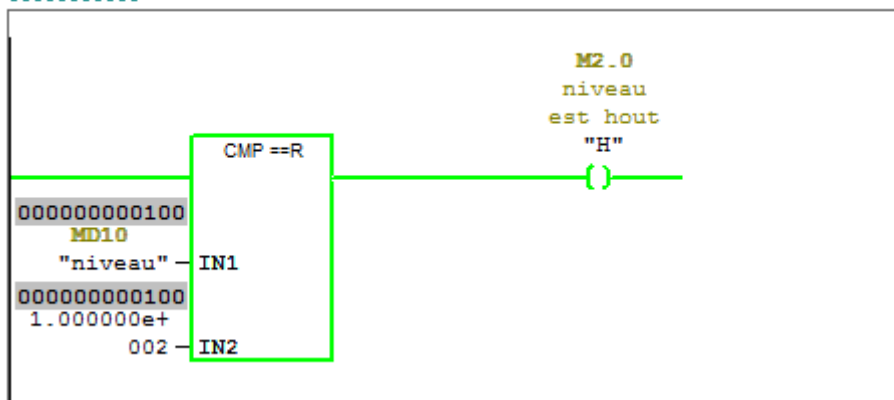 M2.0
niveau
est hout
"H"
CMP ==R
000000000100
MD10
"niveau"
IN1
000000000100
1.000000e+
002
IN2